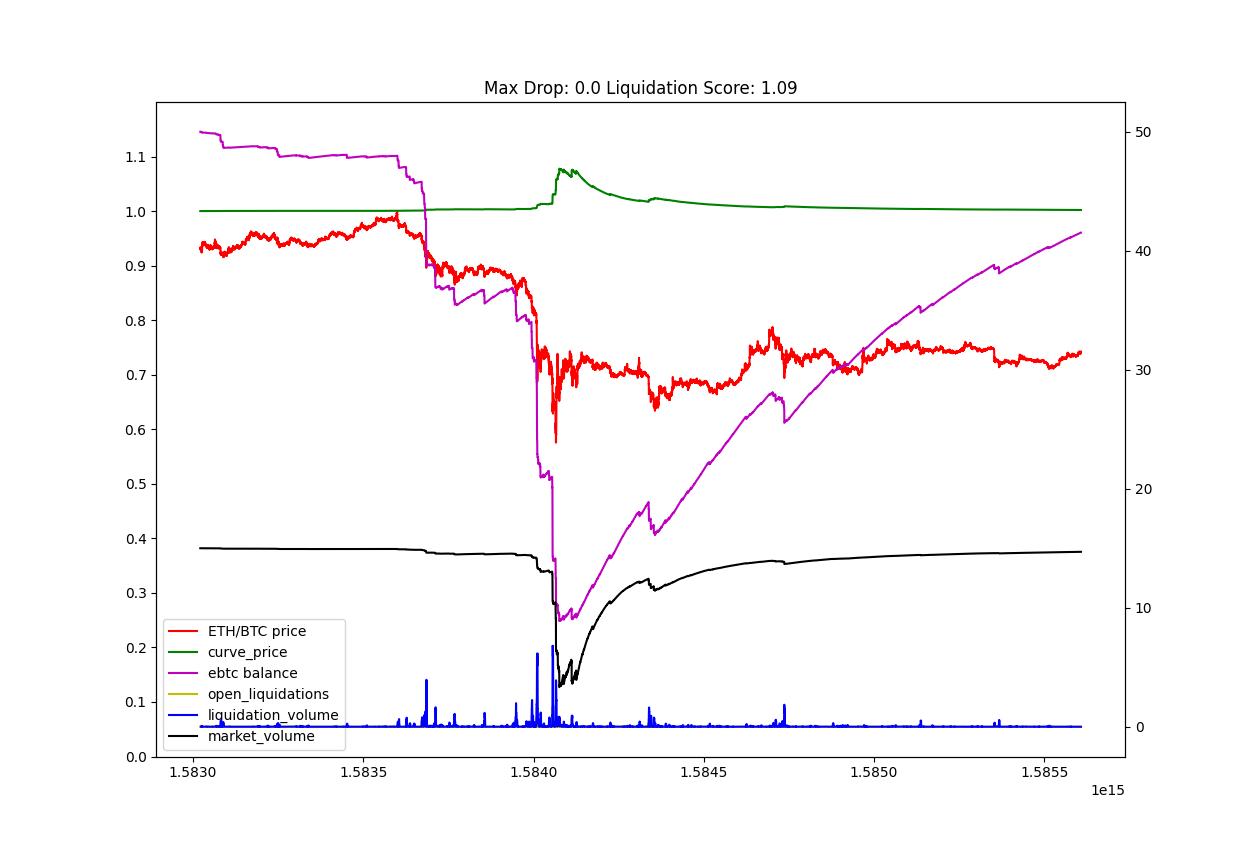 Max Drop: 0.0 Liquidation Score: 1.09
1.1
1.0
0.9
0.8
0.7
0.6
0.5
0.4
0.3
0.2
0.1
0.0
50
40
30
20
10
0
ETH/BTC price
curve_price
ebtc balance
open_liquidations
liquidation_volume
market_volume
1.5830 1.5835 1.5840 1.5845 1.5850 1.5855
1e15